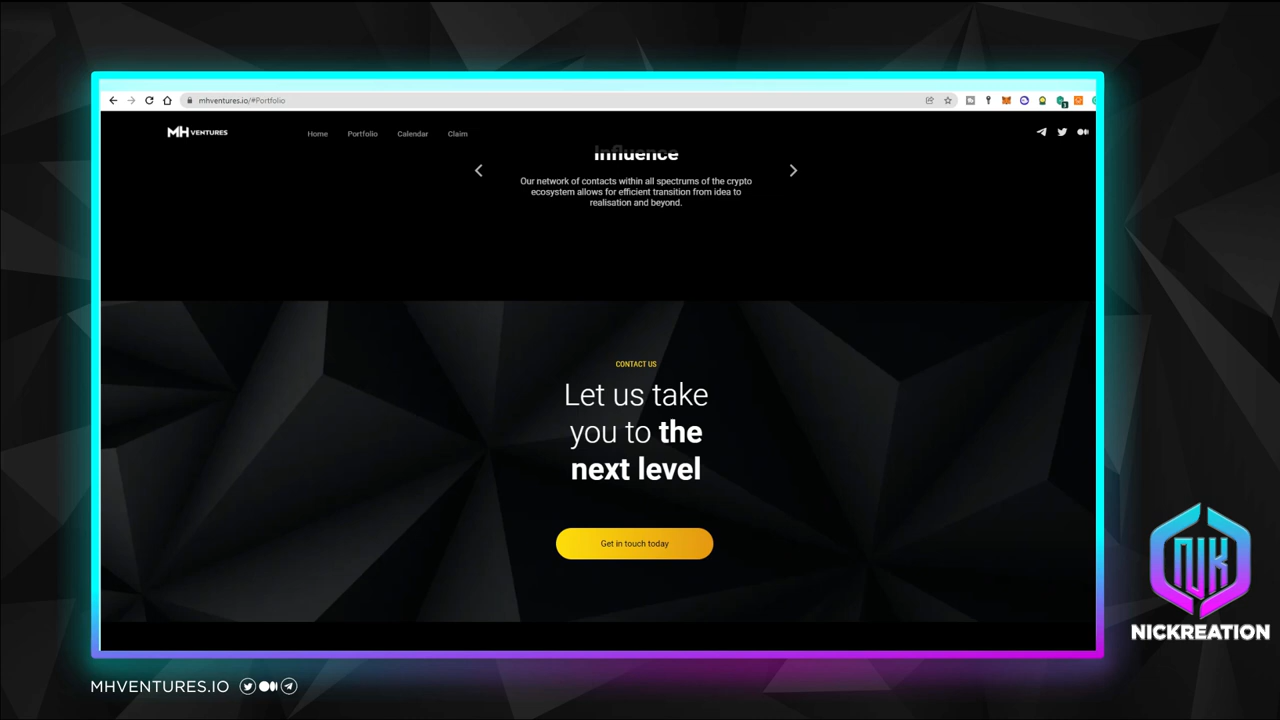 mhventures.io/#Portfolio
MH VENTURES
Home Portfolio Calendar Claim
Influence
Our network of contacts within all spectrums of the crypto
ecosystem allows for efficient transition from idea to
realisation and beyond.
CONTACT US
Let us take
you to the
next level
Get in touch today
NK
NICKREATION
MHVENTURES.IO